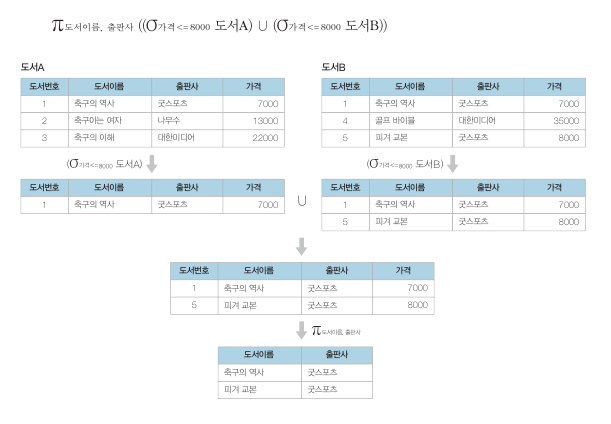 π도서이름, 출판사 ((σ가격<=8000 도서A) ∪ (σ가격<=8000 도서B))
도서A
도서번호 도서이름 출판사 가격
1 축구의 역사 굿스포츠 7000
2 축구아는 여자 나무수 13000
3 축구의 이해 대한미디어 22000
도서B
도서번호 도서이름 출판사 가격
1 축구의 역사 굿스포츠 7000
4 골프 바이블 대한미디어 35000
5 피겨 교본 굿스포츠 8000
(σ가격<=8000 도서A)
(σ가격<=8000 도서B)
도서번호 도서이름 출판사 가격
1 축구의 역사 굿스포츠 7000
∪
도서번호 도서이름 출판사 가격
1 축구의 역사 굿스포츠 7000
5 피겨 교본 굿스포츠 8000
도서번호 도서이름 출판사 가격
1 축구의 역사 굿스포츠 7000
5 피겨 교본 굿스포츠 8000
π도서이름, 출판사
도서이름 출판사
축구의 역사 굿스포츠
피겨 교본 굿스포츠